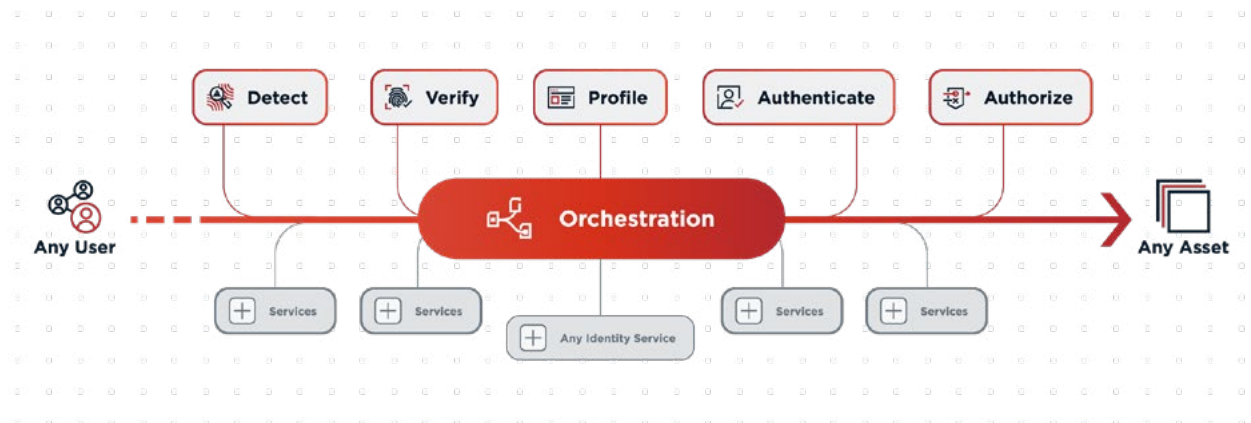 Detect
Verify
Profile
Authenticate
Authorize
Any User
Orchestration
Any Asset
Services
Services
Any Identity Service
Services
Services